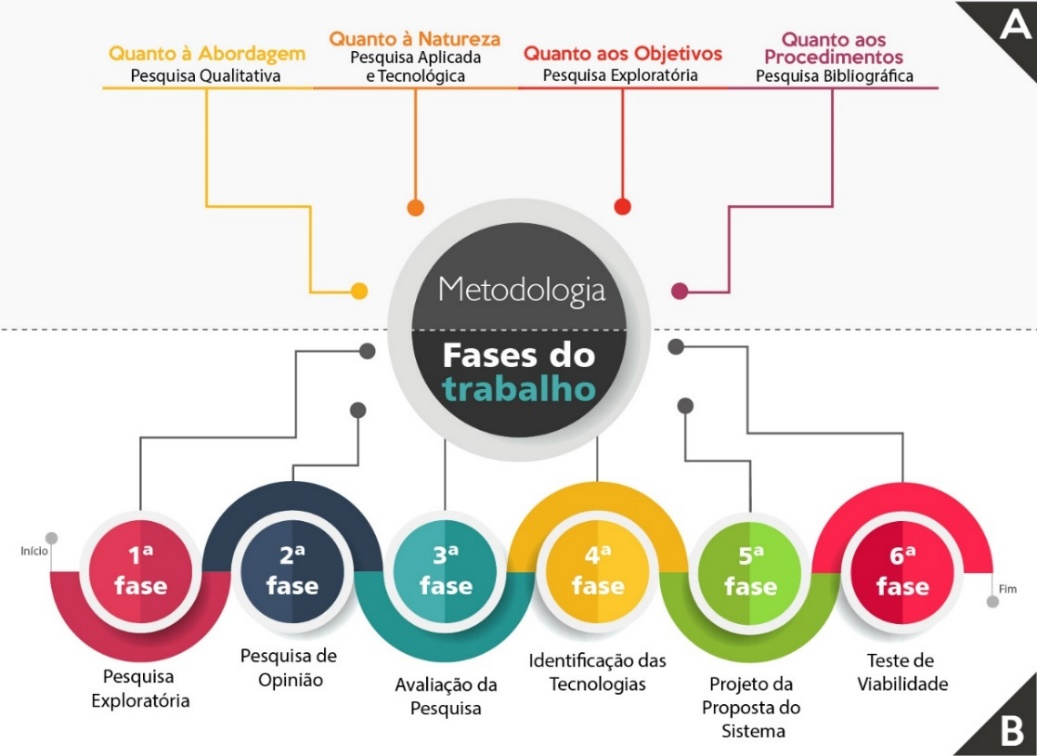 A
Quanto à Abordagem
Pesquisa Qualitativa
Quanto à Natureza
Pesquisa Aplicada
e Tecnológica
Quanto aos Objetivos
Pesquisa Exploratória
Quanto aos
Procedimentos
Pesquisa Bibliográfica
Metodologia
Fases do
trabalho
Início
1ª
fase
Pesquisa
Exploratória
2ª
fase
Pesquisa de
Opinião
3ª
fase
Avaliação da
Pesquisa
4ª
fase
Identificação das
Tecnologias
5ª
fase
Projeto da
Proposta do
Sistema
6ª
fase
Teste de
Viabilidade
Fim
B